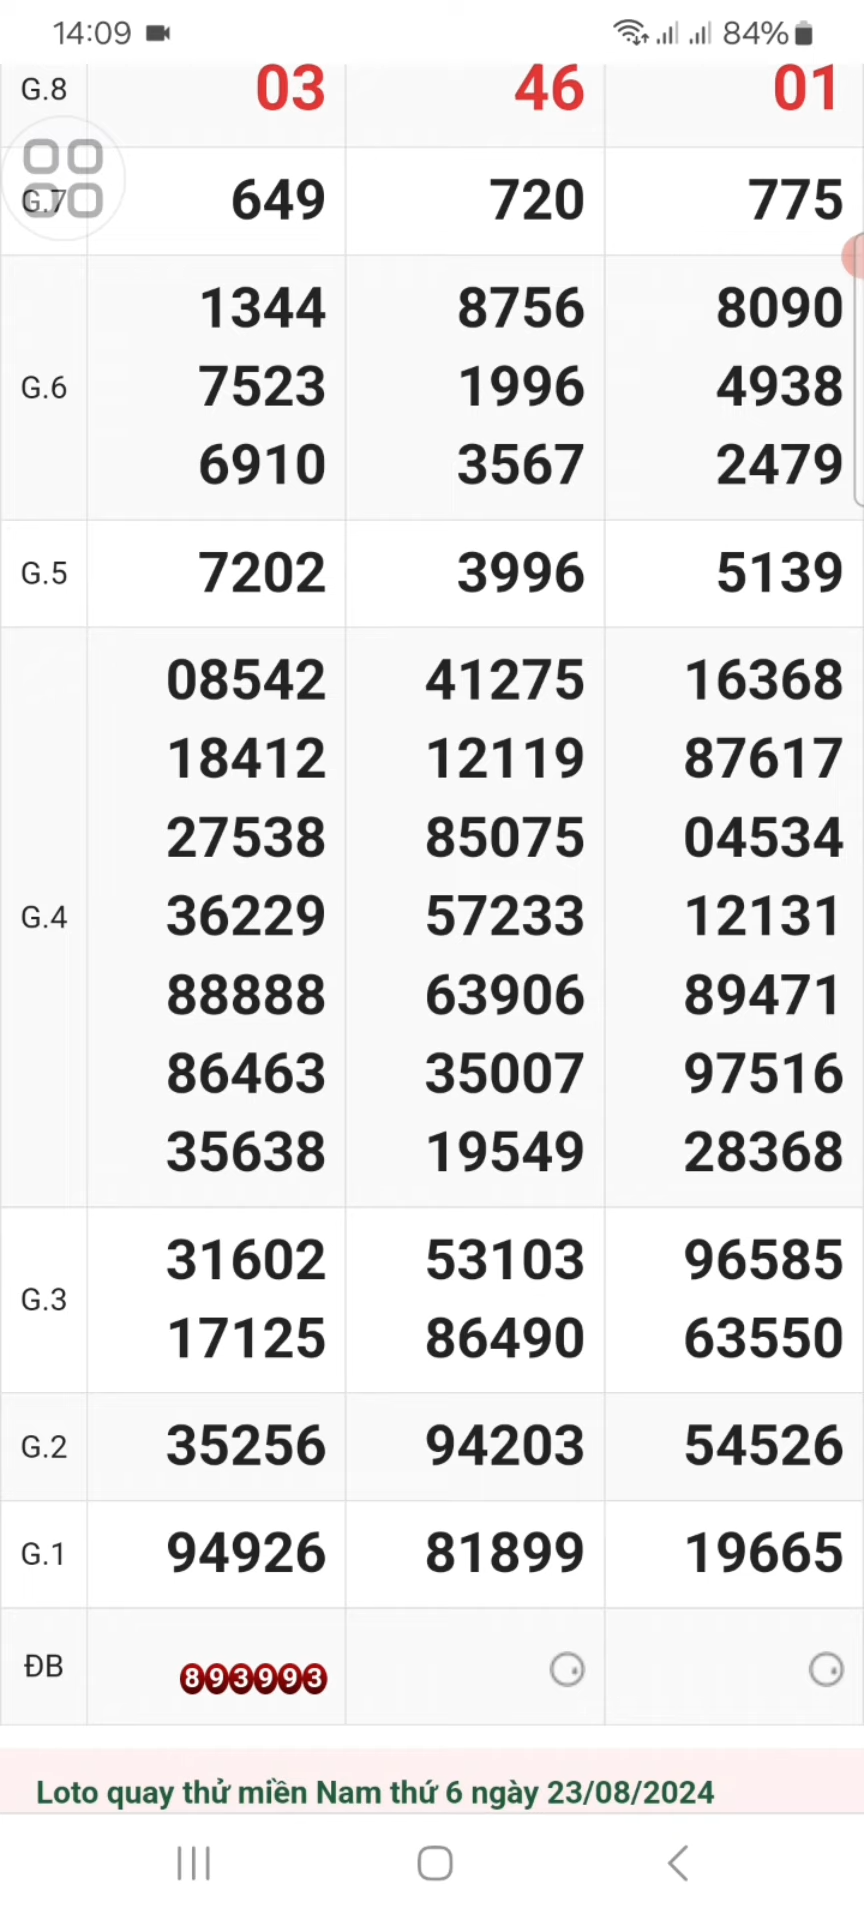 14:09 84%
G.8 03 46 01
G.7 649 720 775
1344 8756 8090
G.6 7523 1996 4938
6910 3567 2479
G.5 7202 3996 5139
08542 41275 16368
18412 12119 87617
27538 85075 04534
G.4 36229 57233 12131
88888 63906 89471
86463 35007 97516
35638 19549 28368
31602 53103 96585
G.3
17125 86490 63550
G.2 35256 94203 54526
G.1 94926 81899 19665
ĐB 893993
Loto quay thử miền Nam thứ 6 ngày 23/08/2024